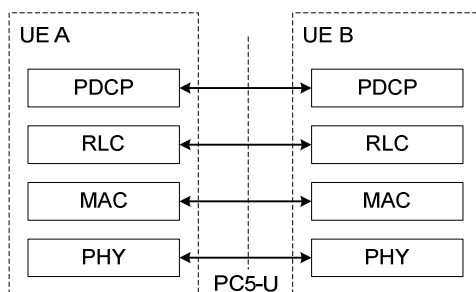 UE A UE B
PDCP PDCP
RLC RLC
MAC MAC
PHY PHY
PC5-U